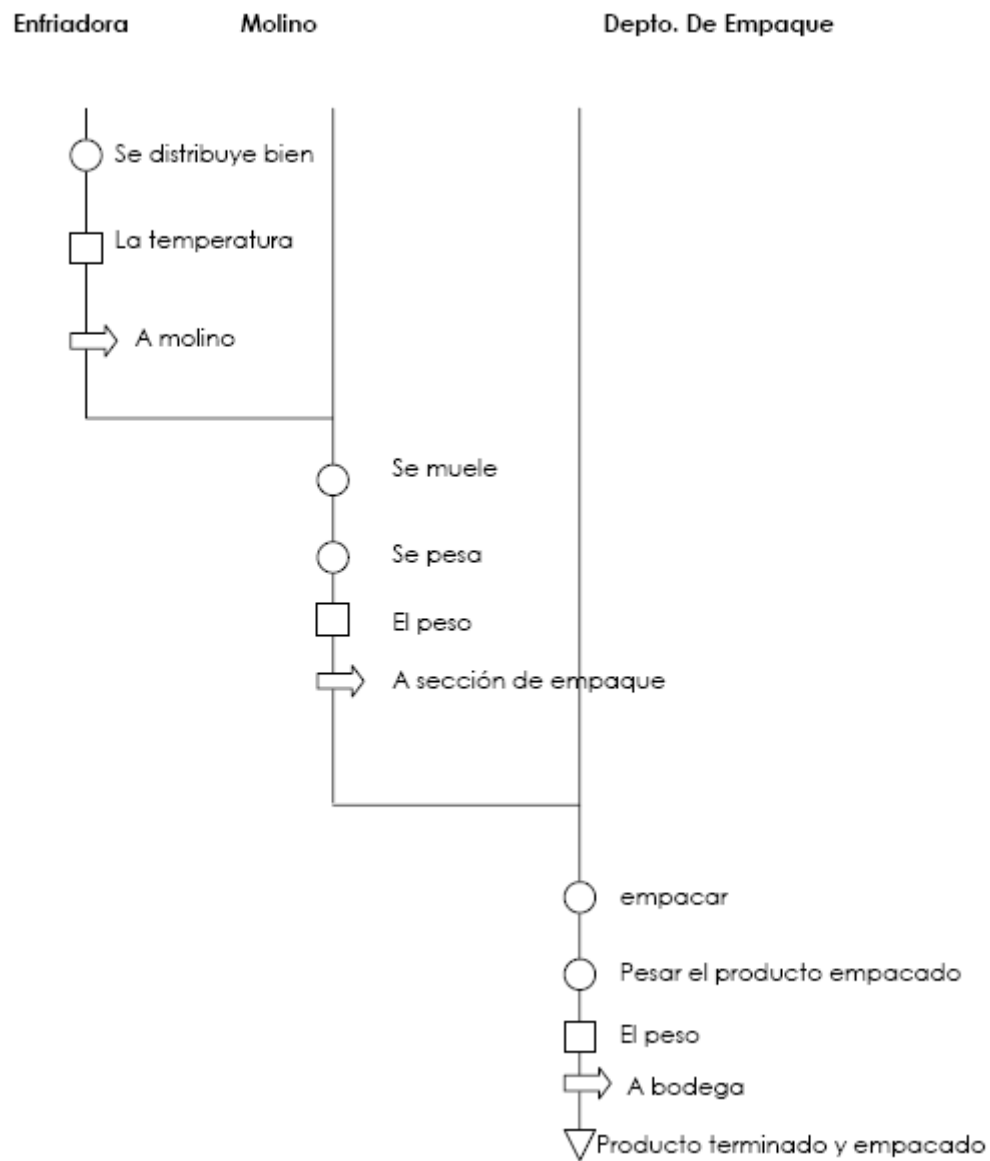 Enfriadora Molino Depto. De Empaque
Se distribuye bien
La temperatura
A molino
Se muele
Se pesa
El peso
A sección de empaque
empacar
Pesar el producto empacado
El peso
A bodega
Producto terminado y empacado